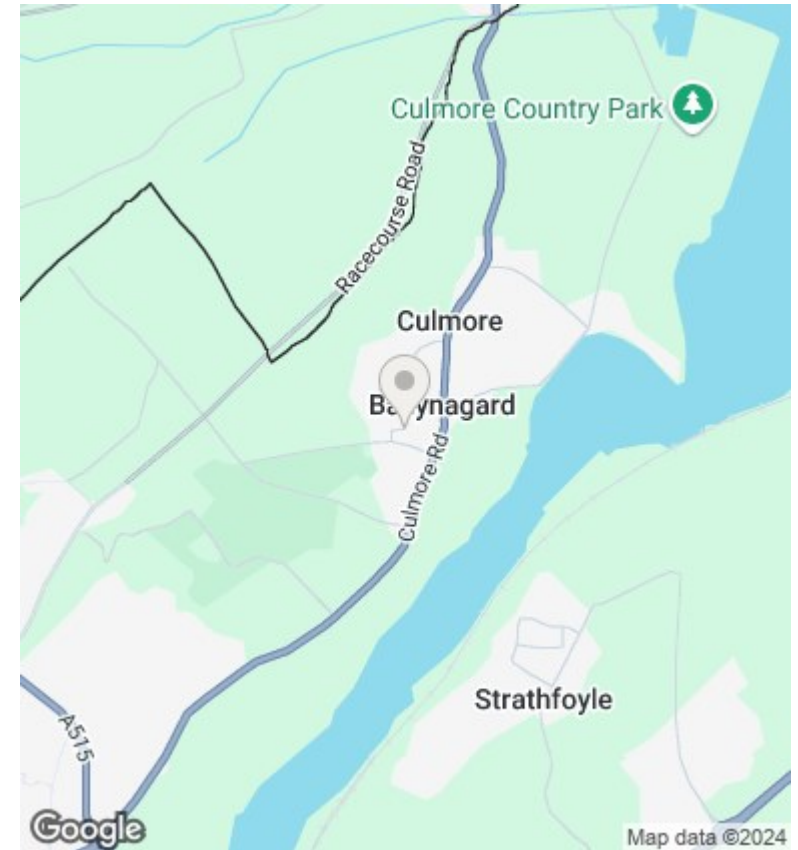 Culmore Country Park
Racecourse Road
Culmore
Culmore Rd
Strathfoyle
A515
Google
Map data ©2024